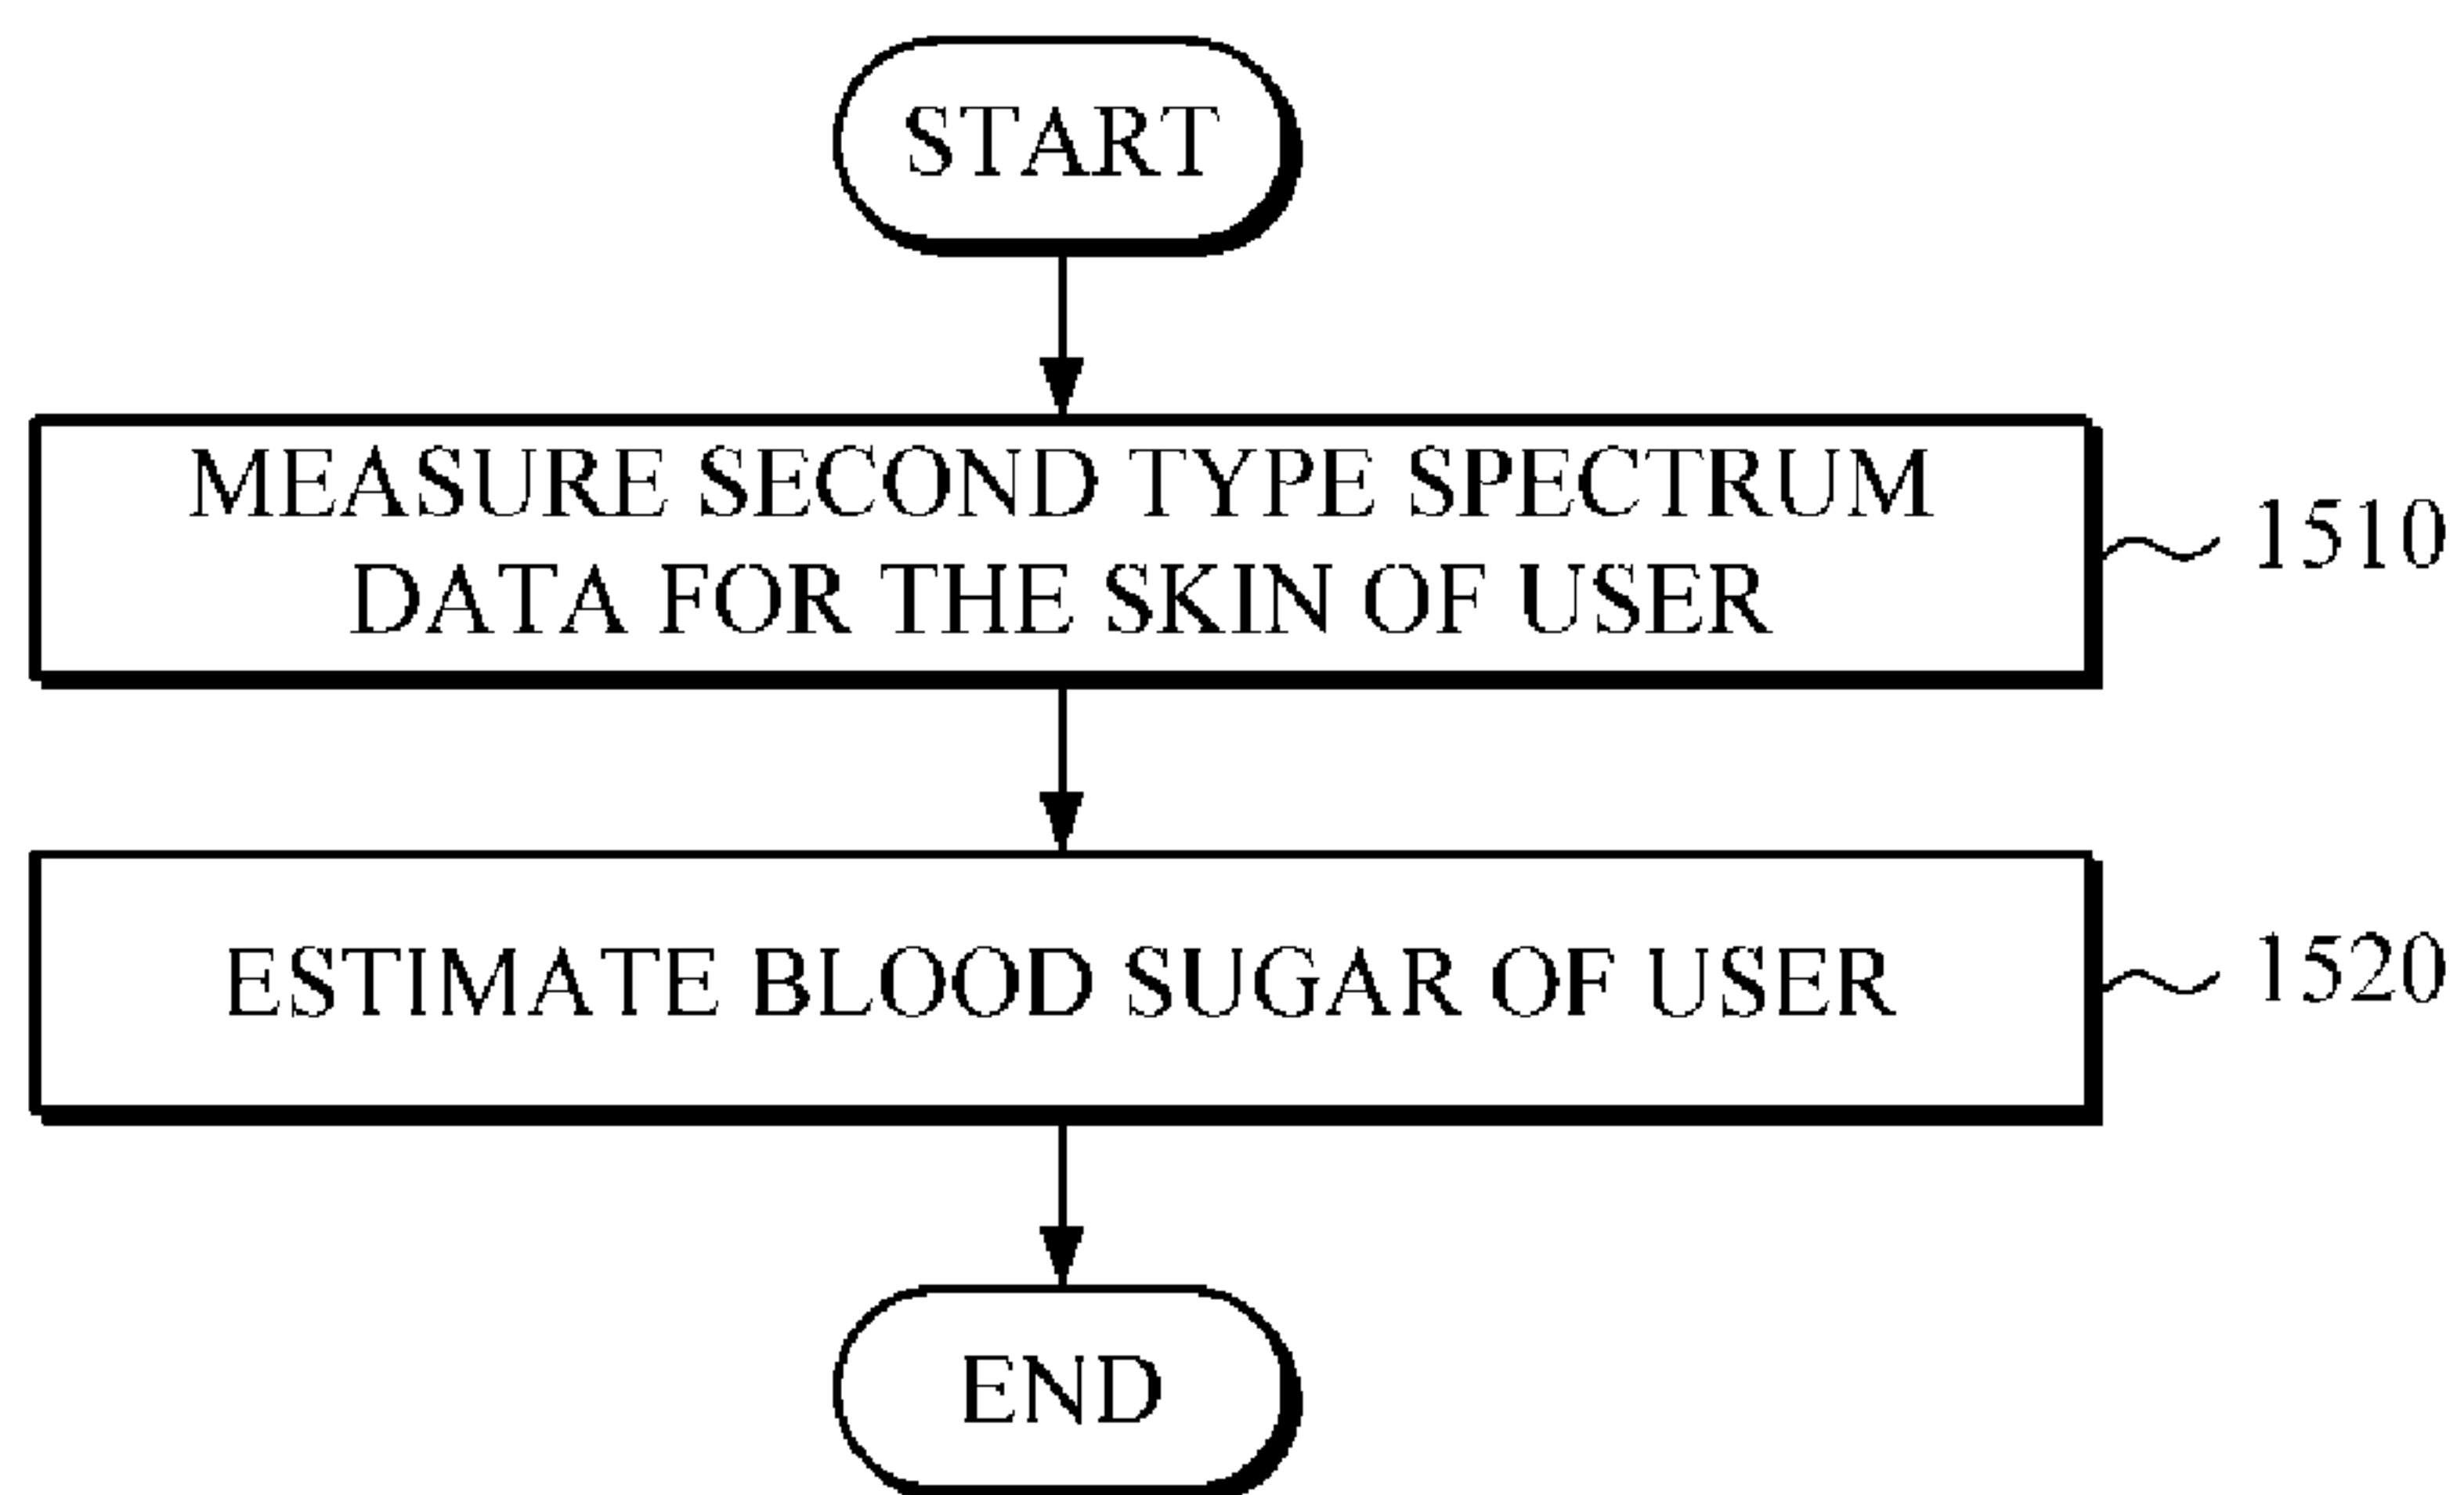 START
MEASURE SECOND TYPE SPECTRUM
DATA FOR THE SKIN OF USER
1510
ESTIMATE BLOOD SUGAR OF USER
1520
END